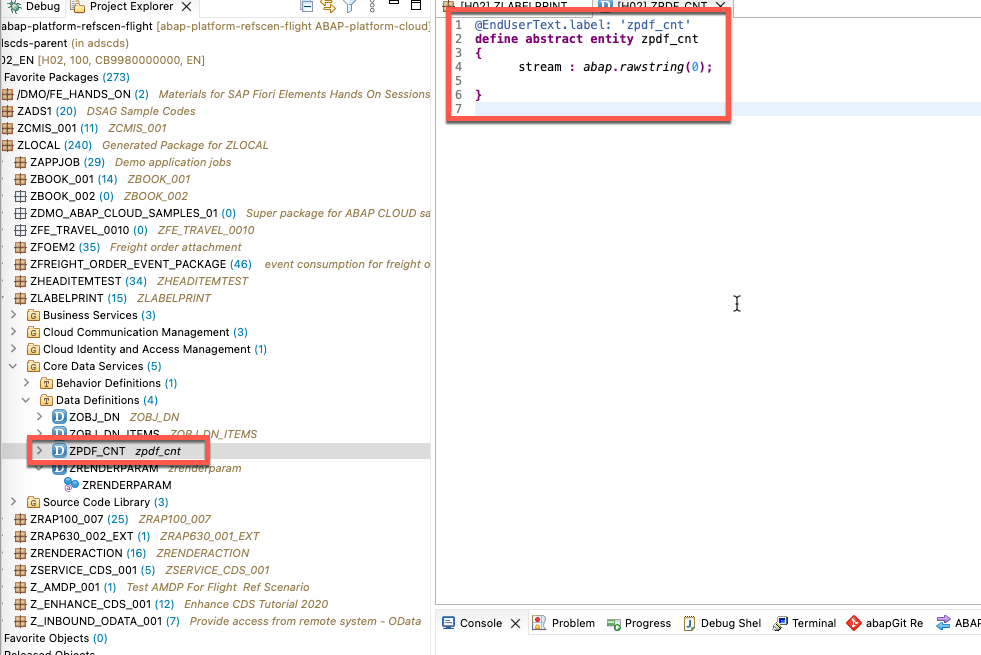 Debug Project Explorer
abap-platform-refscen-flight [abap-platform-refscen-flight ABAP-platform-cloud]
dscds-parent (in adscds)
02_EN [H02, 100, CB9980000000, EN]
Favorite Packages (273)
/DMO/FE_HANDS_ON (2) Materials for SAP Fiori Elements Hands On Sessions
ZADS1 (20) DSAG Sample Codes
ZCMIS_001 (11) ZCMIS_001
ZLOCAL (240) Generated Package for ZLOCAL
ZAPPJOB (29) Demo application jobs
ZBOOK_001 (14) ZBOOK_001
ZBOOK_002 (0) ZBOOK_002
ZDMO_ABAP_CLOUD_SAMPLES_01 (0) Super package for ABAP CLOUD sa
ZFE_TRAVEL_0010 (0) ZFE_TRAVEL_0010
ZFOEM2 (35) Freight order attachment
ZFREIGHT_ORDER_EVENT_PACKAGE (46) event consumption for freight o
ZHEADITEMTEST (34) ZHEADITEMTEST
ZLABELPRINT (15) ZLABELPRINT
Business Services (3)
Cloud Communication Management (3)
Cloud Identity and Access Management (1)
Core Data Services (5)
Behavior Definitions (1)
Data Definitions (4)
ZOBJ_DN ZOBJ_DN
ZOBJ_DN_ITEMS ZOBJ_DN_ITEMS
ZPDF_CNT zpdf_cnt
ZRENDERPARAM zrenderparam
ZRENDERPARAM
Source Code Library (3)
ZRAP100_007 (25) ZRAP100_007
ZRAP630_002_EXT (1) ZRAP630_001_EXT
ZRENDERACTION (16) ZRENDERACTION
ZSERVICE_CDS_001 (5) ZSERVICE_CDS_001
Z_AMDP_001 (1) Test AMDP For Flight Ref Scenario
Z_ENHANCE_CDS_001 (12) Enhance CDS Tutorial 2020
Z_INBOUND_ODATA_001 (7) Provide access from remote system - OData
Favorite Objects (0)
Released Objects
[H02] ZLABELPRINT [H02] ZPDF_CNT
1 @EndUserText.label: 'zpdf_cnt'
2 define abstract entity zpdf_cnt
3 {
4 stream : abap.rawstring(0);
5
6 }
7
Console Problem Progress Debug Shel Terminal abapGit Re ABAP